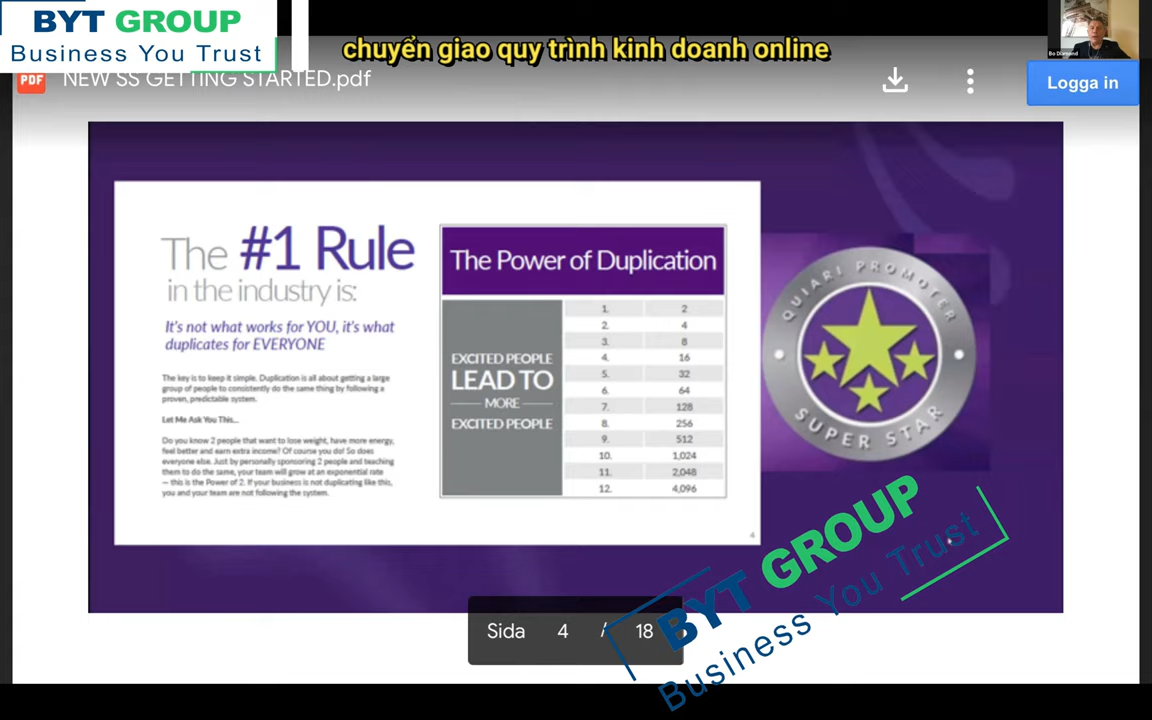 BYT GROUP
Business You Trust
chuyển giao quy trình kinh doanh online
Bo Diamond
PDF
NEW SS GETTING STARTED.pdf
Logga in
The #1 Rule
in the industry is:
It's not what works for YOU, it's what
duplicates for EVERYONE
The key is to keep it simple. Duplication is all about getting a large
group of people to consistently do the same thing by following a
proven, predictable system.
Let Me Ask You This...
Do you know 2 people that want to lose weight, have more energy,
feel better and earn extra income? Of course you do! So does
everyone else. Just by personally sponsoring 2 people and teaching
them to do the same, your team will grow at an exponential rate
— this is the Power of 2. If your business is not duplicating like this,
you and your team are not following the system.
The Power of Duplication
EXCITED PEOPLE
LEAD TO
MORE
EXCITED PEOPLE
1. 2
2. 4
3. 8
4. 16
5. 32
6. 64
7. 128
8. 256
9. 512
10. 1,024
11. 2,048
12. 4,096
4
QUIARI PROMOTER
SUPER STAR
BYT GROUP
Business You Trust
Sida 4 / 18